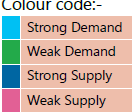 Colour code:-
Strong Demand
Weak Demand
Strong Supply
Weak Supply